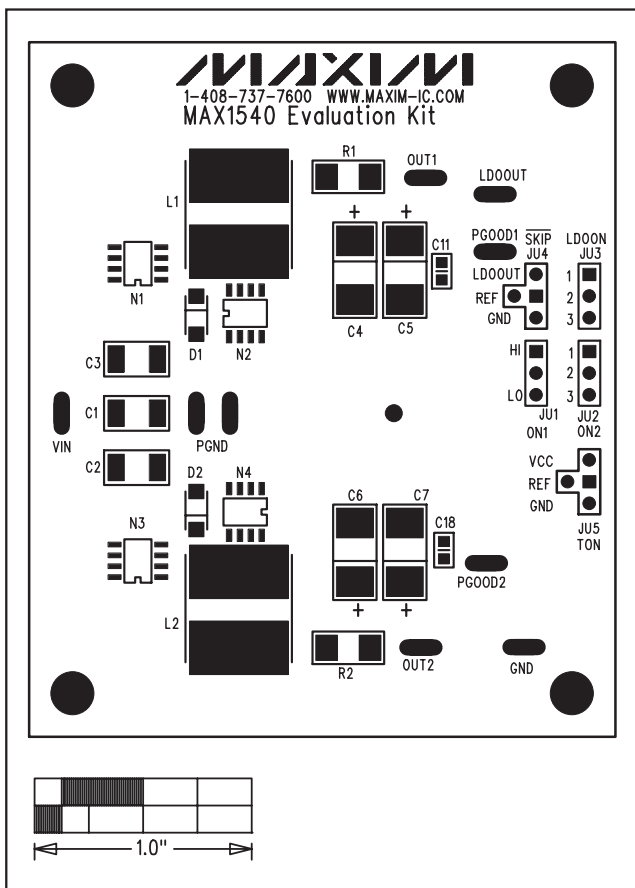 MAXIM
1-408-737-7600 WWW.MAXIM-IC.COM
MAX1540 Evaluation Kit
R1
OUT1
LDOOUT
L1
PGOOD1
SKIP
JU4
LDOON
JU3
C11
LDOOUT
REF
GND
1
2
3
N1
D1
N2
C4
C5
C3
HI
LO
JU1
ON1
1
2
3
JU2
ON2
C1
VIN
PGND
C2
D2
N4
C6
C7
C18
VCC
REF
GND
JU5
TON
N3
PGOOD2
L2
R2
OUT2
GND
+
+
+
+
1.0"